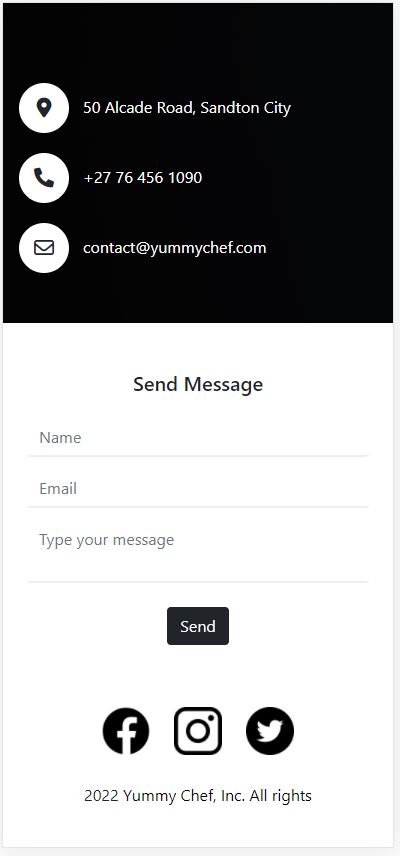 50 Alcade Road, Sandton City
+27 76 456 1090
contact@yummychef.com
Send Message
Name
Email
Type your message
Send
2022 Yummy Chef, Inc. All rights